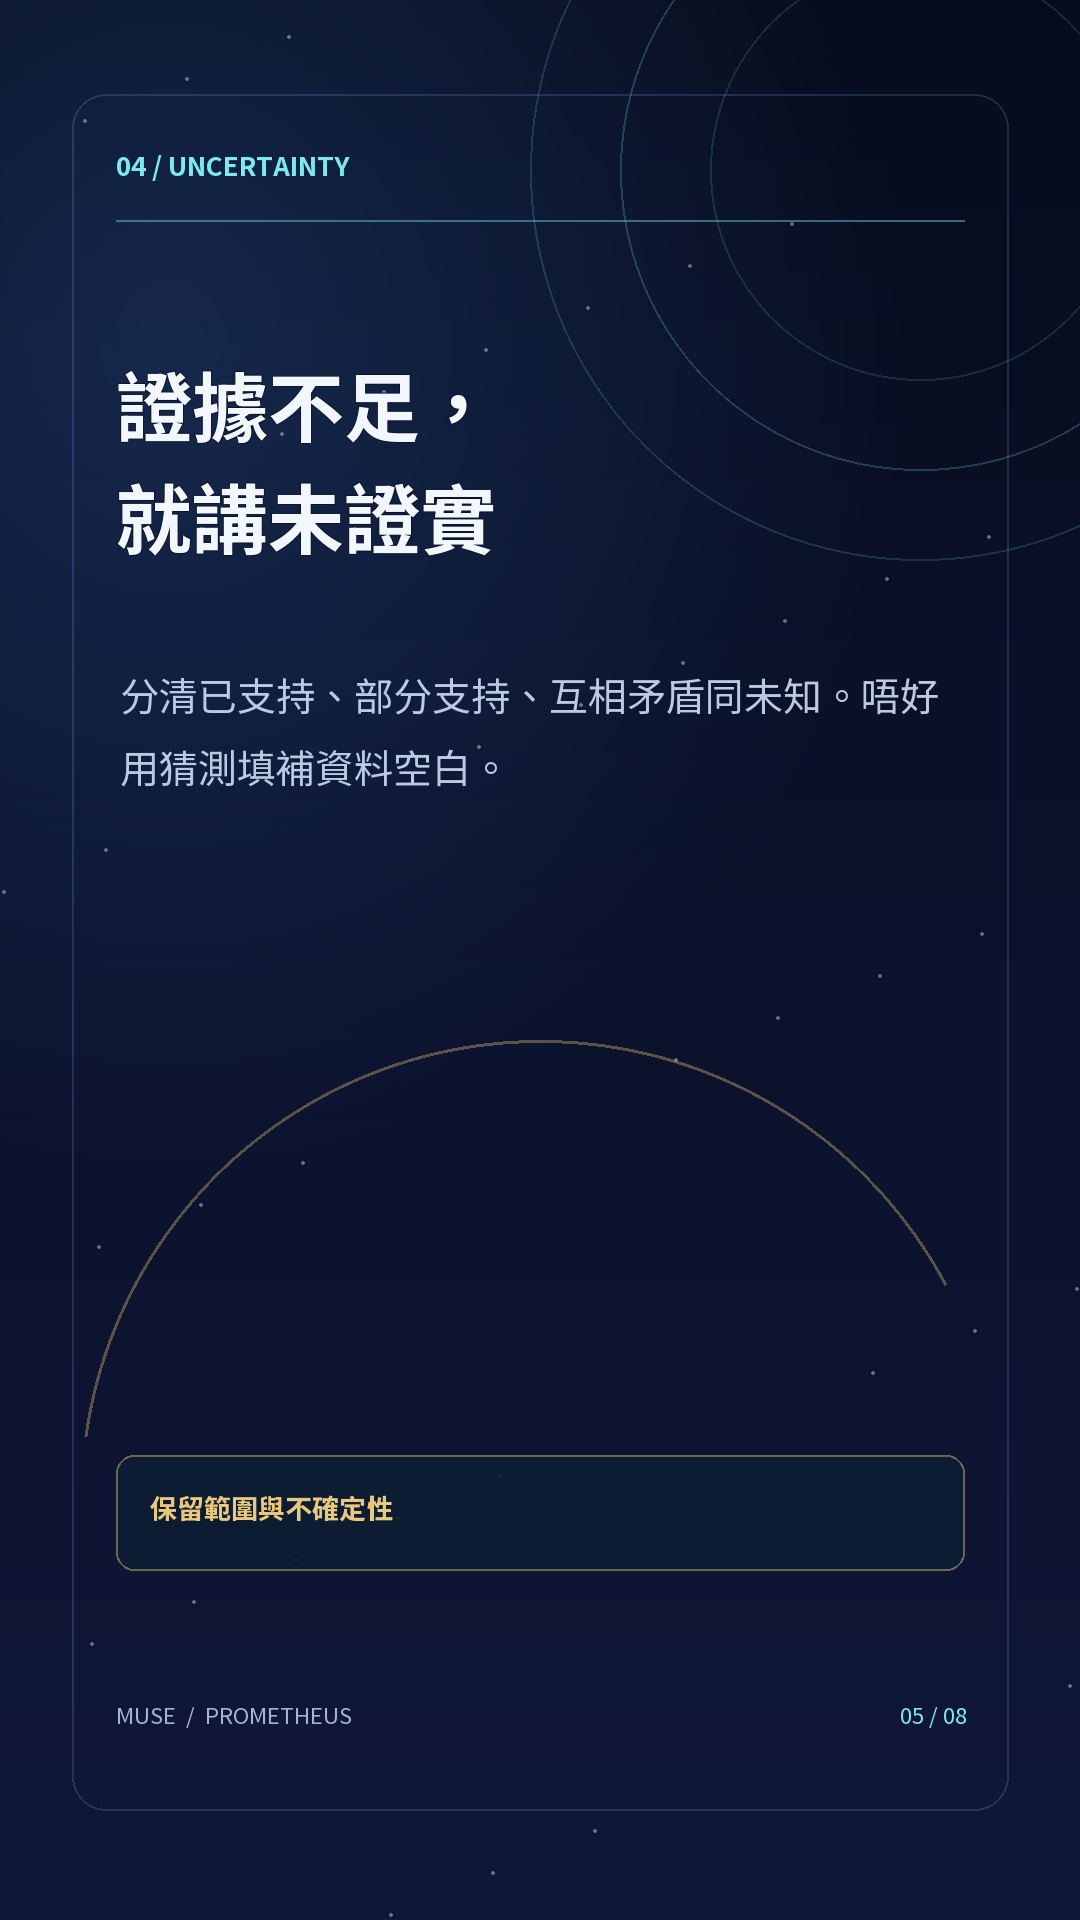 04 / UNCERTAINTY
證據不足，
就講未證實
分清已支持、部分支持、互相矛盾同未知。唔好
用猜測填補資料空白。
保留範圍與不確定性
MUSE / PROMETHEUS
05 / 08